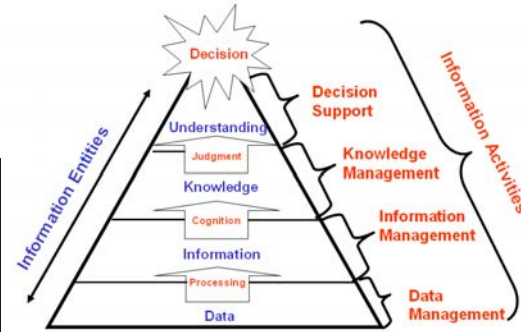 Decision
Understanding
Judgment
Knowledge
Cognition
Information
Processing
Data
Information Entities
Decision
Support
Knowledge
Management
Information
Management
Data
Management
Information Activities